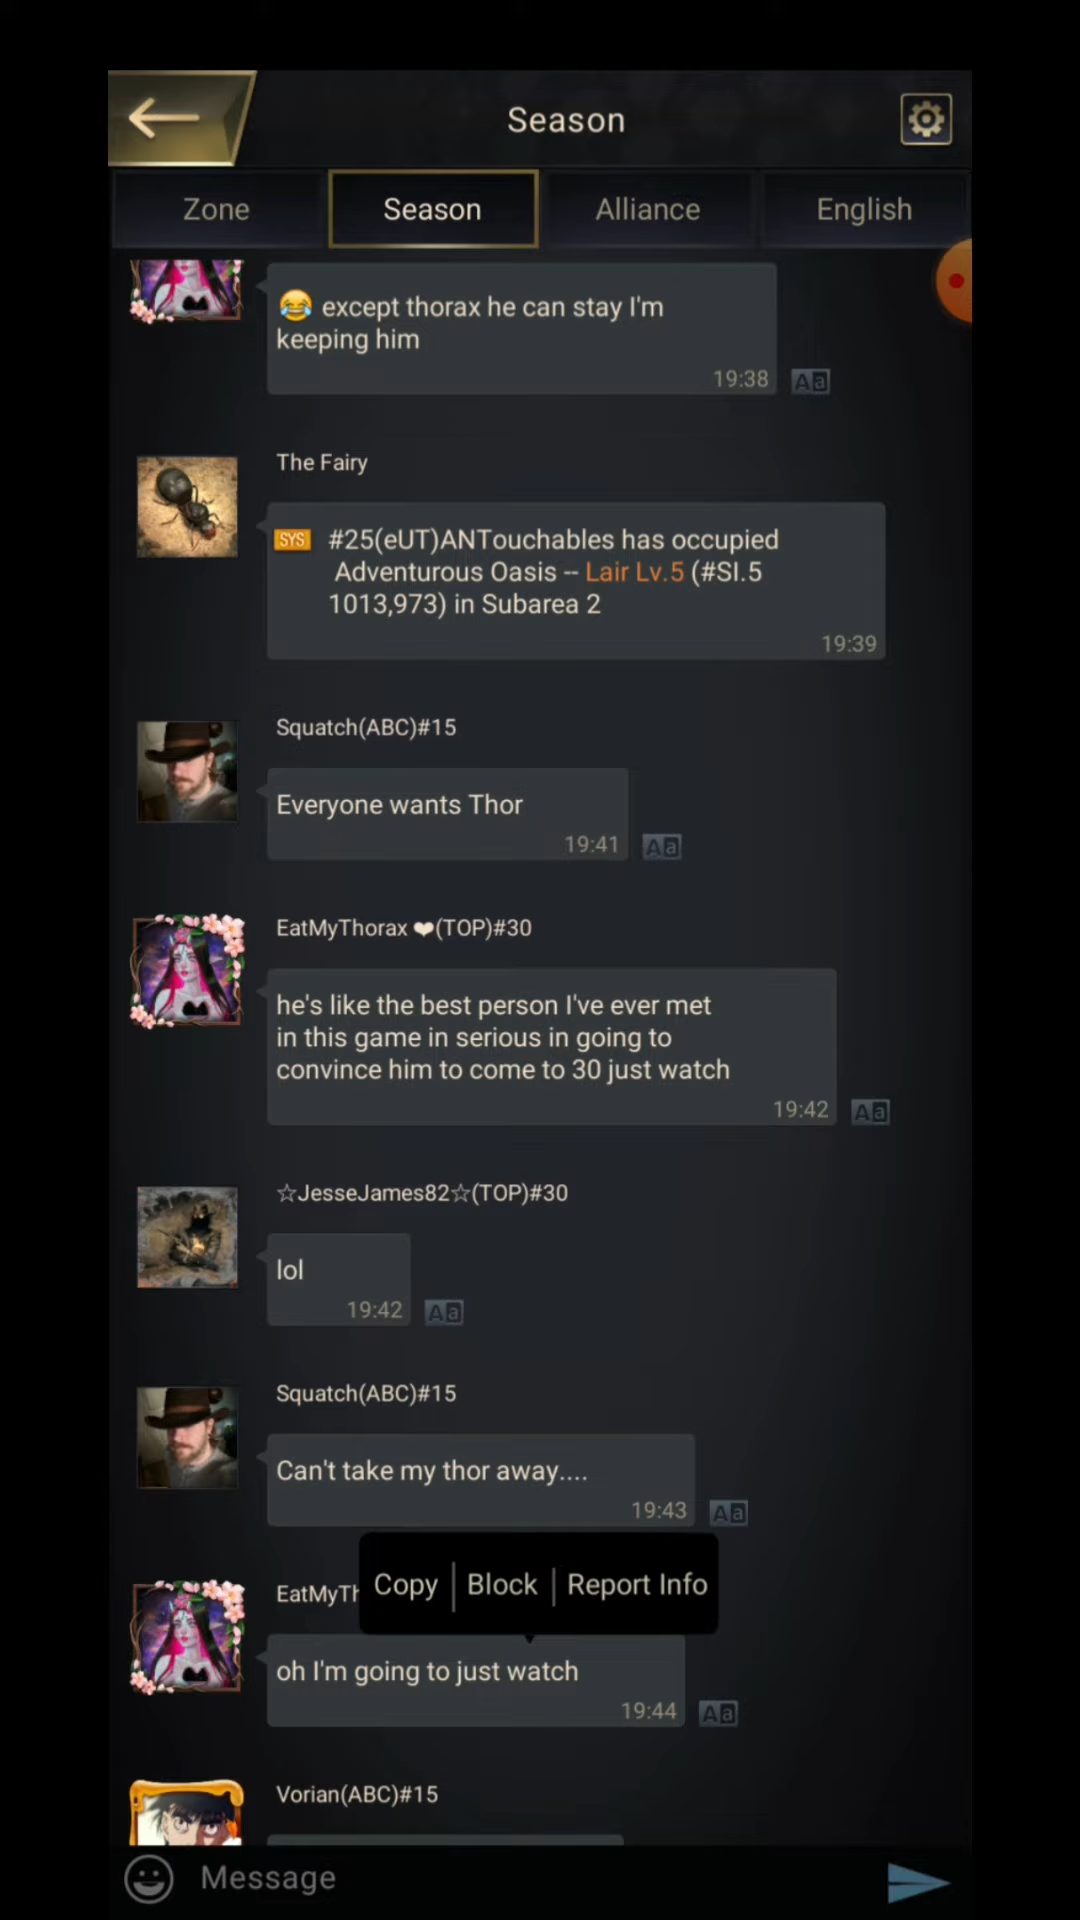 Season
Zone
Season
Alliance
English
😂 except thorax he can stay I'm
keeping him
19:38
Aa
The Fairy
SYS #25(eUT)ANTouchables has occupied
Adventurous Oasis -- Lair Lv.5 (#SI.5
1013,973) in Subarea 2
19:39
Squatch(ABC)#15
Everyone wants Thor
19:41
Aa
EatMyThorax ❤(TOP)#30
he's like the best person I've ever met
in this game in serious in going to
convince him to come to 30 just watch
19:42
Aa
☆JesseJames82☆(TOP)#30
lol
19:42
Aa
Squatch(ABC)#15
Can't take my thor away....
19:43
Aa
Copy | Block | Report Info
EatMyTh
oh I'm going to just watch
19:44
Aa
Vorian(ABC)#15
Message